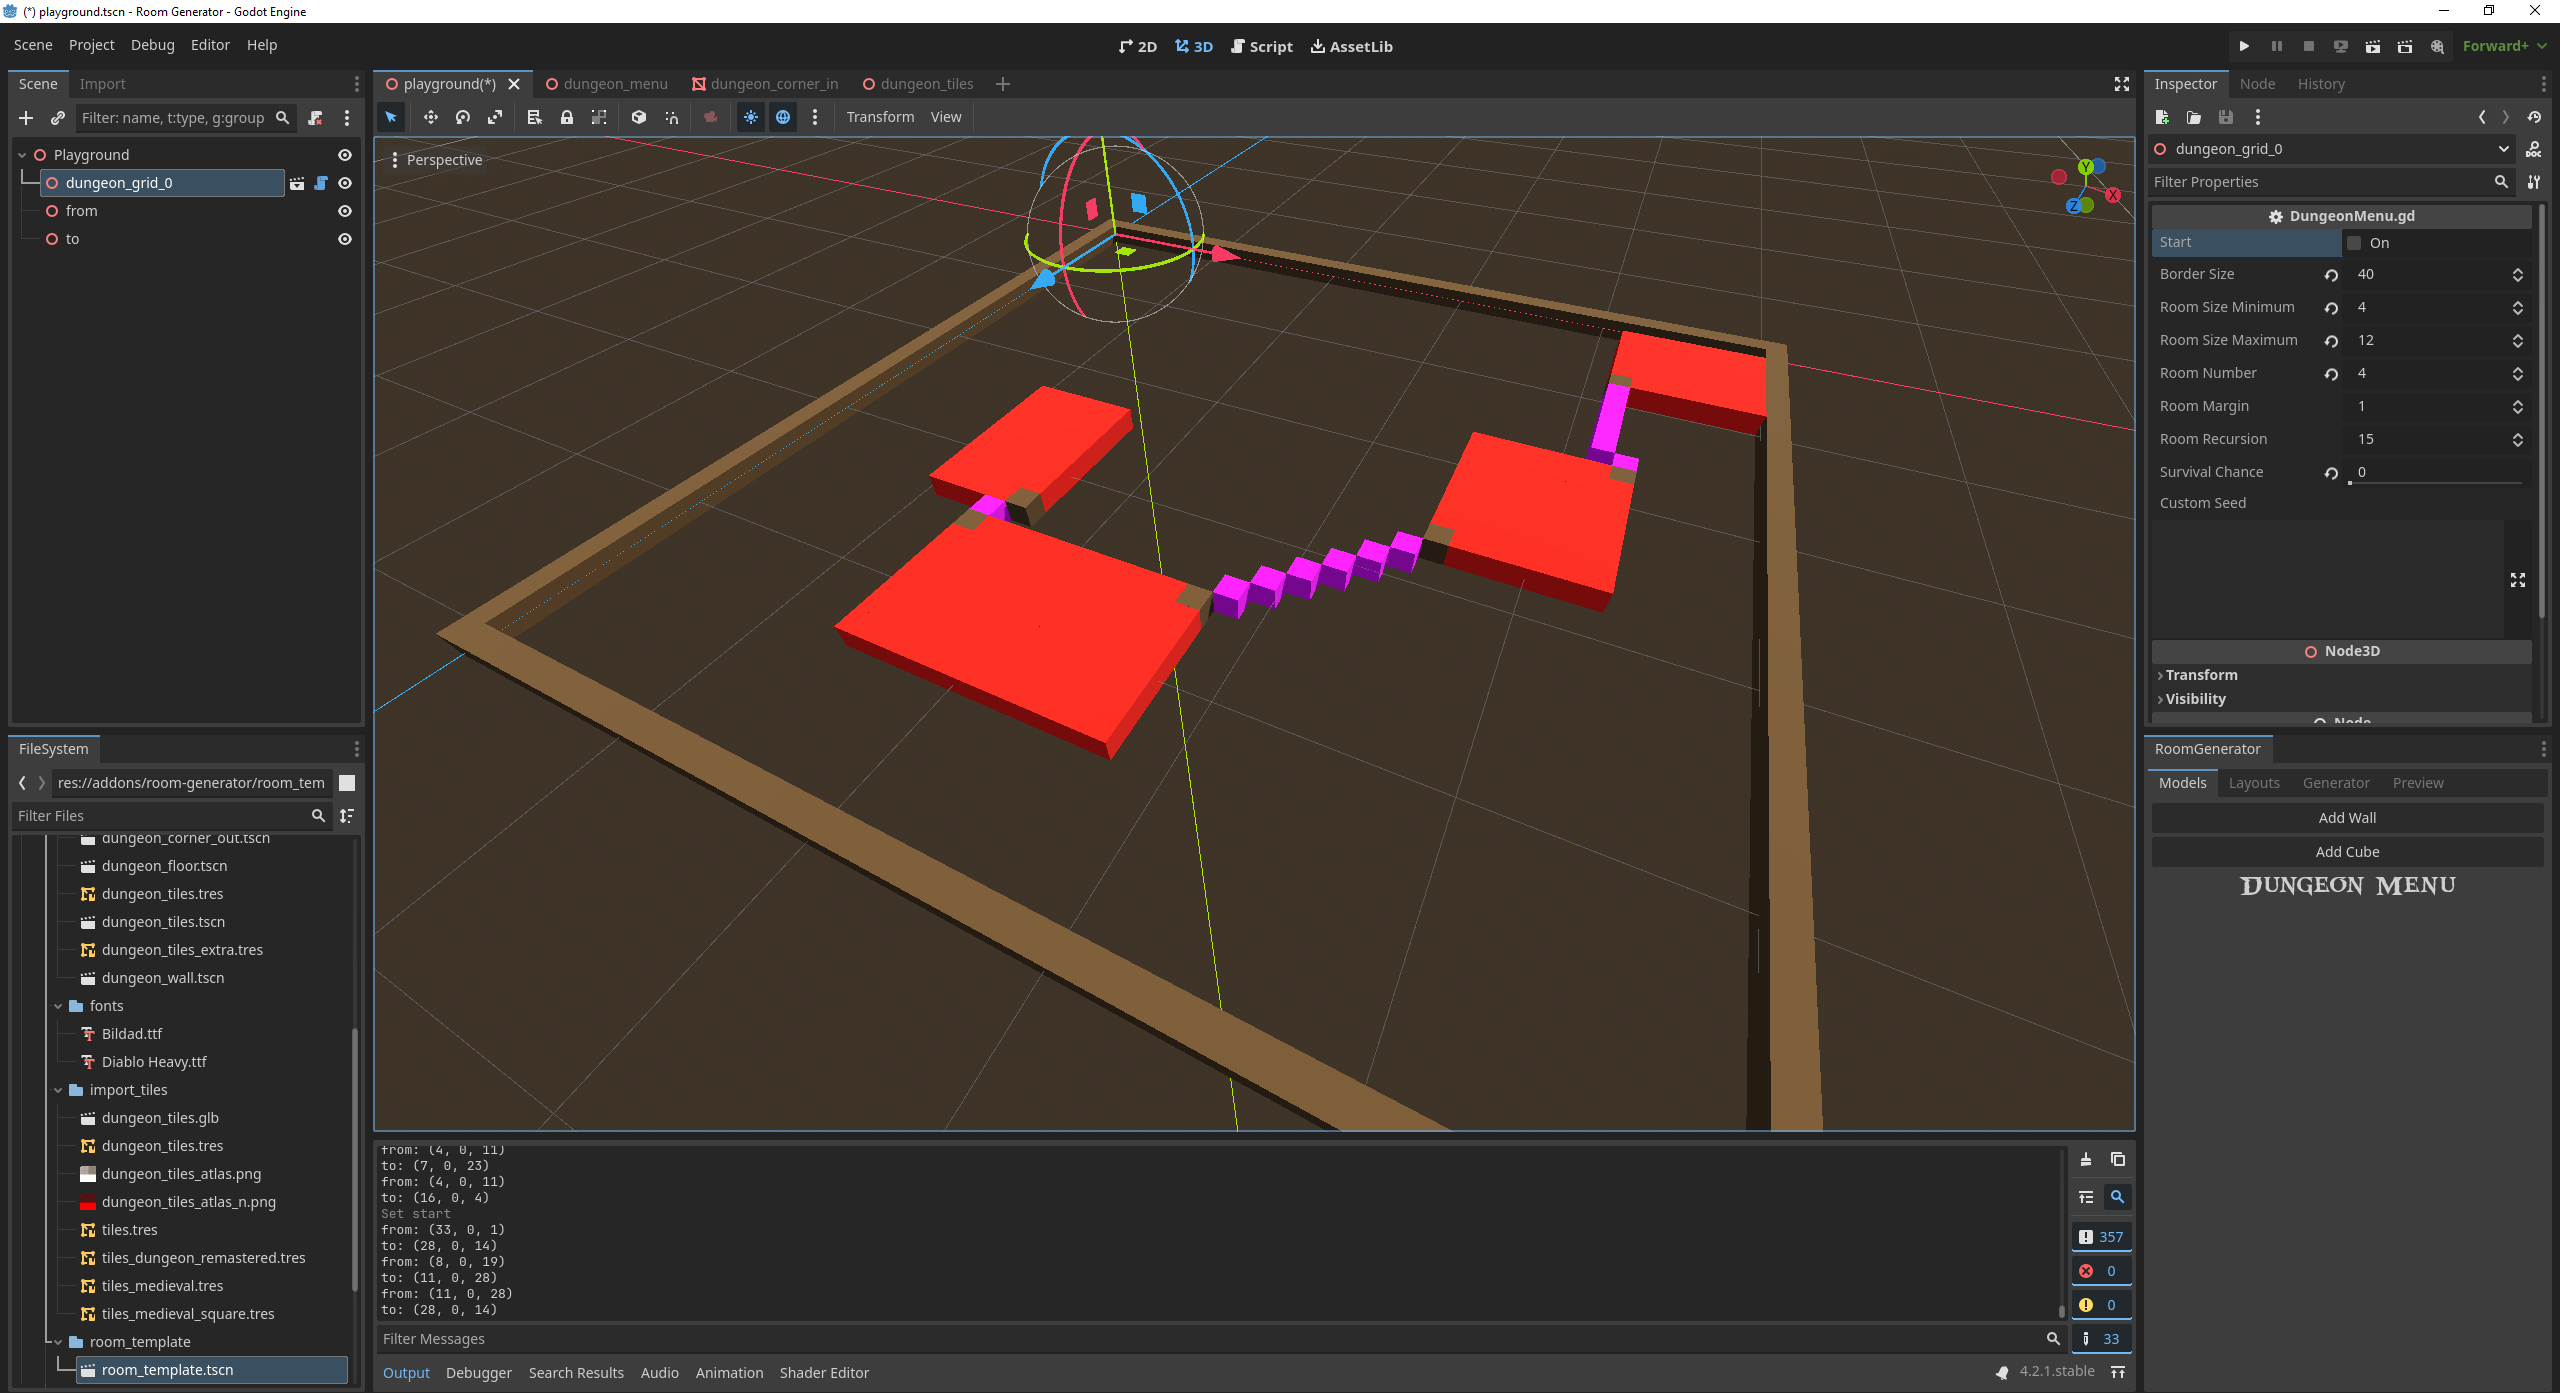 (*) playground.tscn - Room Generator - Godot Engine
Scene Project Debug Editor Help
2D 3D Script AssetLib
Forward+
Scene Import
Filter: name, t:type, g:group
Playground
dungeon_grid_0
from
to
playground(*) dungeon_menu dungeon_corner_in dungeon_tiles
Transform View
Perspective
Y
X
Z
FileSystem
res://addons/room-generator/room_tem
Filter Files
dungeon_corner_out.tscn
dungeon_floor.tscn
dungeon_tiles.tres
dungeon_tiles.tscn
dungeon_tiles_extra.tres
dungeon_wall.tscn
fonts
Bildad.ttf
Diablo Heavy.ttf
import_tiles
dungeon_tiles.glb
dungeon_tiles.tres
dungeon_tiles_atlas.png
dungeon_tiles_atlas_n.png
tiles.tres
tiles_dungeon_remastered.tres
tiles_medieval.tres
tiles_medieval_square.tres
room_template
room_template.tscn
from: (4, 0, 11)
to: (7, 0, 23)
from: (4, 0, 11)
to: (16, 0, 4)
Set start
from: (33, 0, 1)
to: (28, 0, 14)
from: (8, 0, 19)
to: (11, 0, 28)
from: (11, 0, 28)
to: (28, 0, 14)
Filter Messages
357
0
0
33
Output Debugger Search Results Audio Animation Shader Editor
4.2.1.stable
Inspector Node History
dungeon_grid_0
DOC
Filter Properties
DungeonMenu.gd
Start On
Border Size 40
Room Size Minimum 4
Room Size Maximum 12
Room Number 4
Room Margin 1
Room Recursion 15
Survival Chance 0
Custom Seed
Node3D
Transform
Visibility
Node
RoomGenerator
Models Layouts Generator Preview
Add Wall
Add Cube
Dungeon Menu